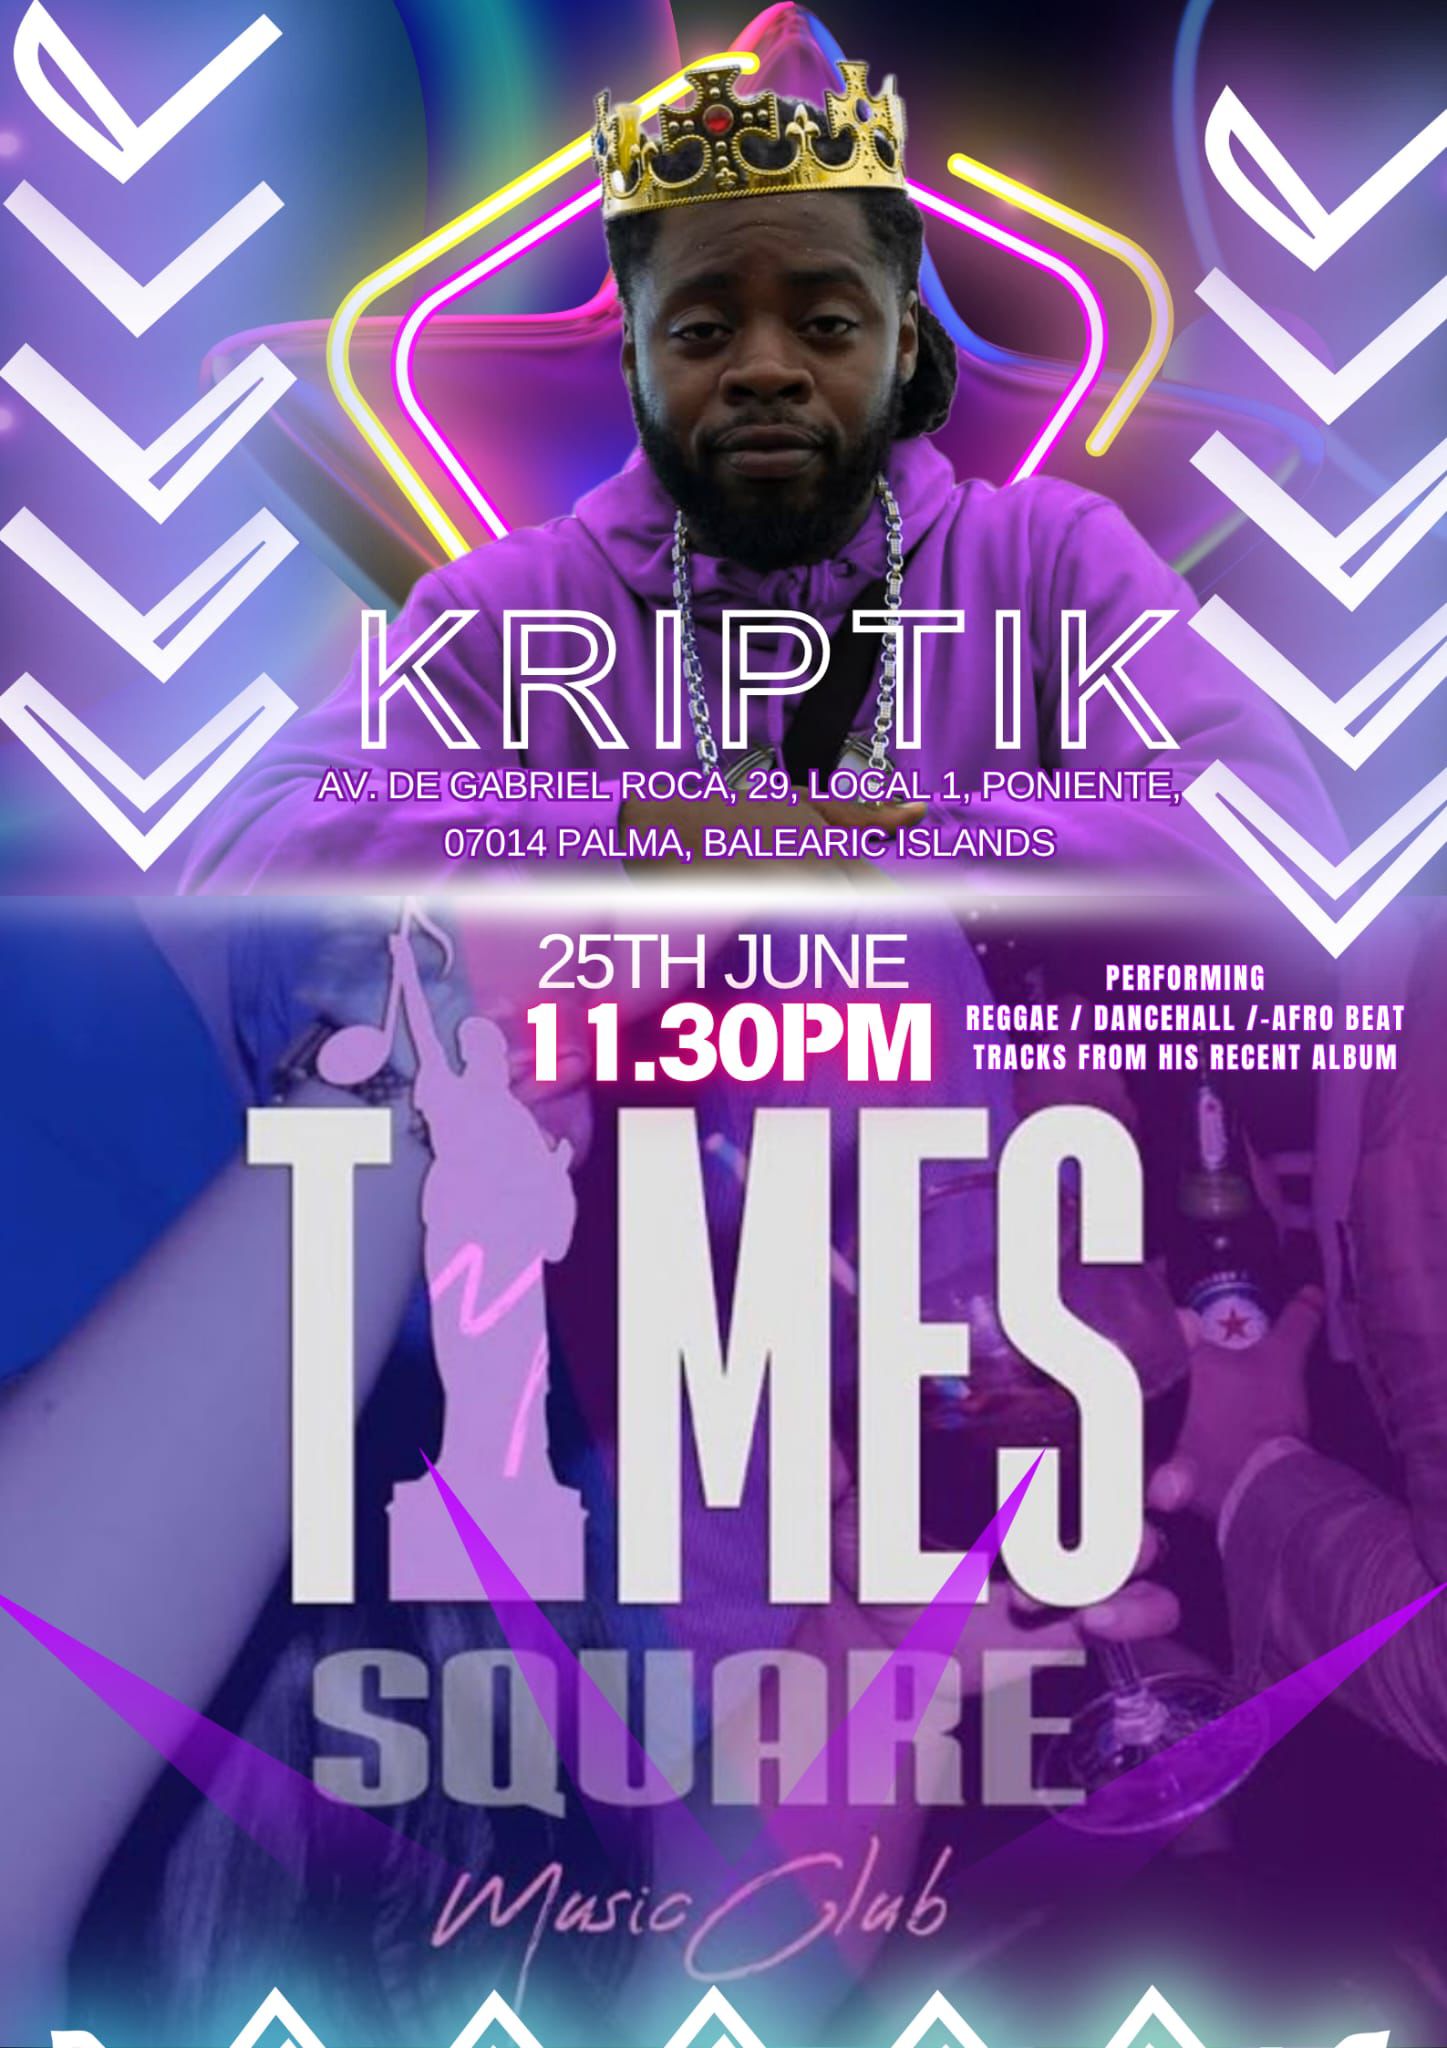 KRIPTIK
AV. DE GABRIEL ROCA, 29, LOCAL 1, PONIENTE,
07014 PALMA, BALEARIC ISLANDS
25TH JUNE
11.30PM
PERFORMING
REGGAE / DANCEHALL /-AFRO BEAT
TRACKS FROM HIS RECENT ALBUM
TIMES
SQUARE
Music Club